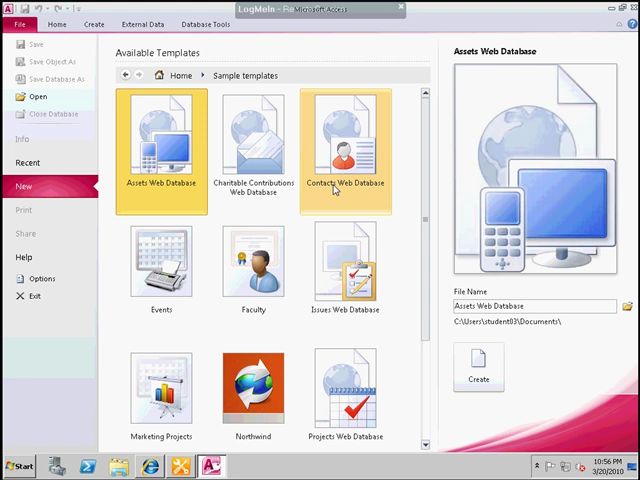 LogMeIn - Re
Microsoft Access
File
Home
Create
External Data
Database Tools
Save
Save Object As
Save Database As
Open
Close Database
Info
Recent
New
Print
Share
Help
Options
Exit
Available Templates
Home
Sample templates
Assets Web Database
Charitable Contributions
Web Database
Contacts Web Database
Events
Faculty
Issues Web Database
Marketing Projects
Northwind
Projects Web Database
Assets Web Database
File Name
Assets Web Database
C:\Users\student03\Documents\
Create
Start
10:56 PM
3/20/2010